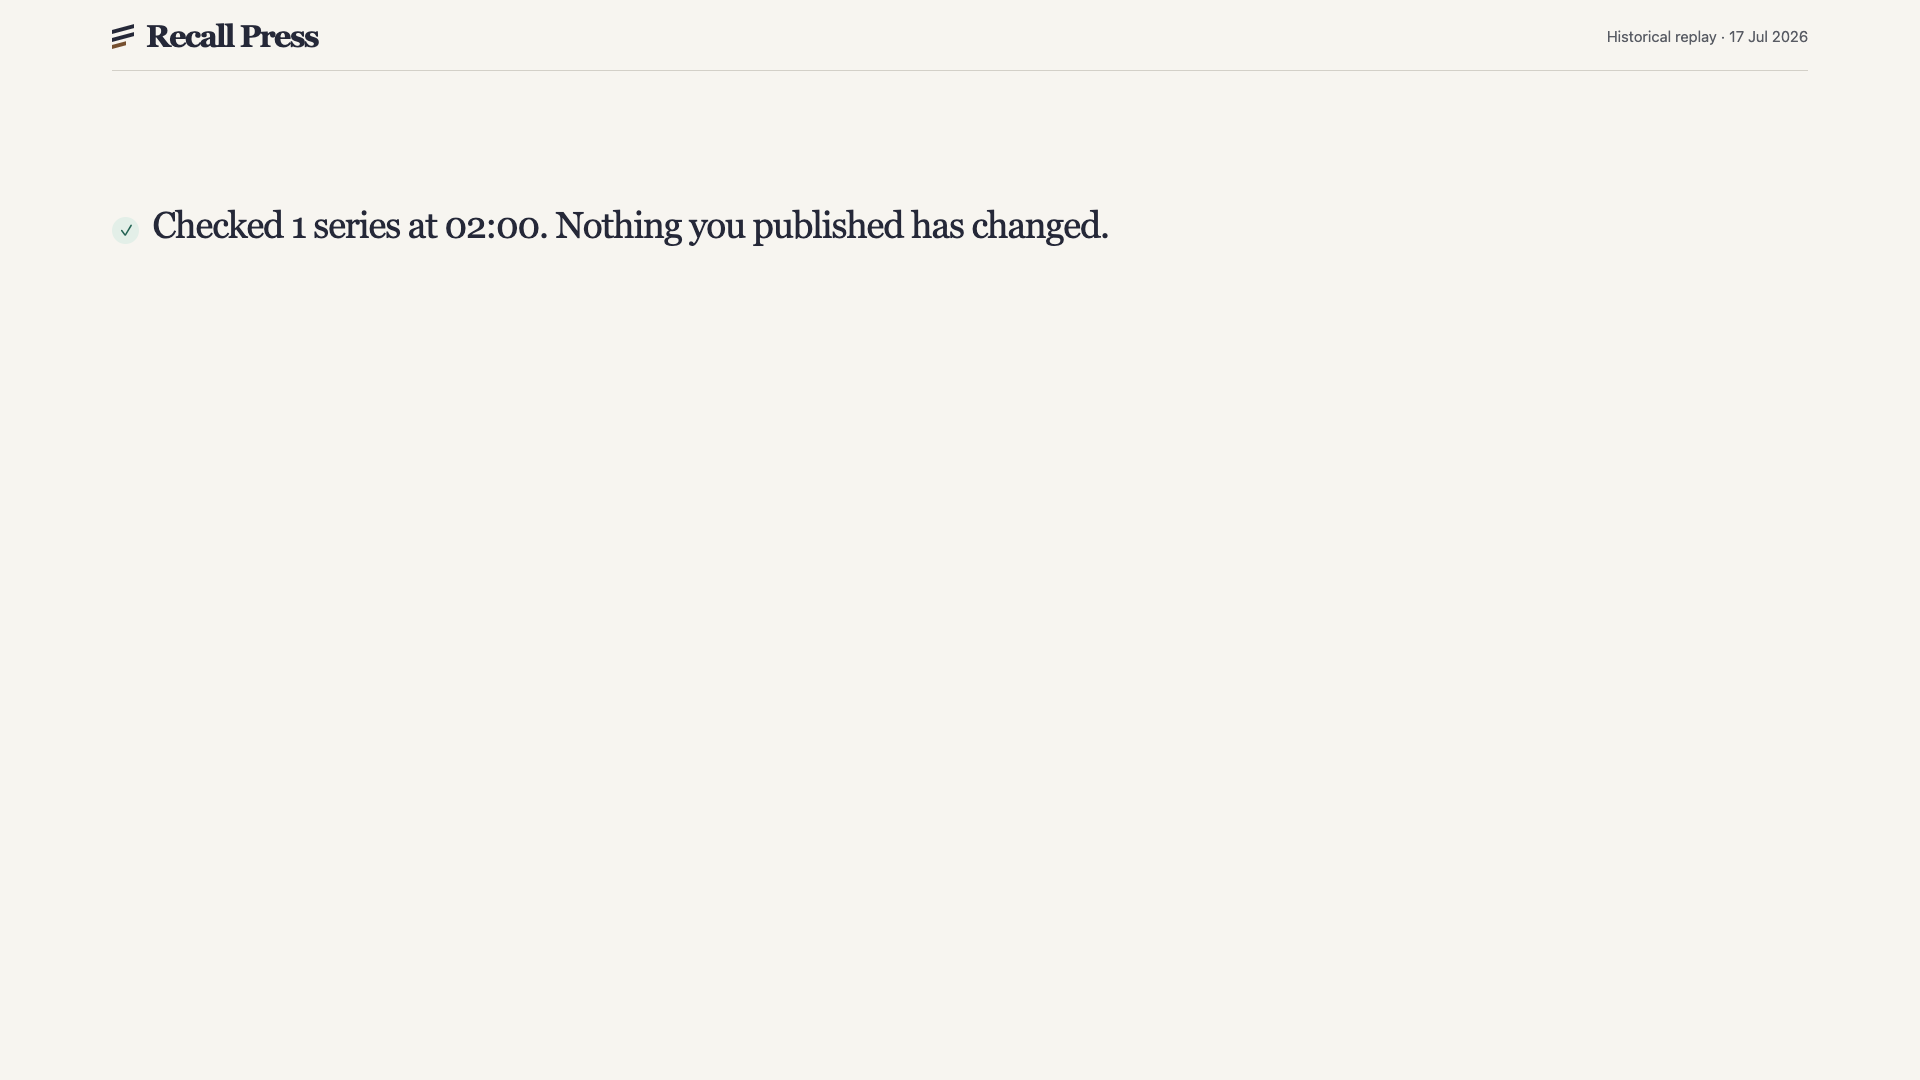 Recall Press
Historical replay · 17 Jul 2026
Checked 1 series at 02:00. Nothing you published has changed.